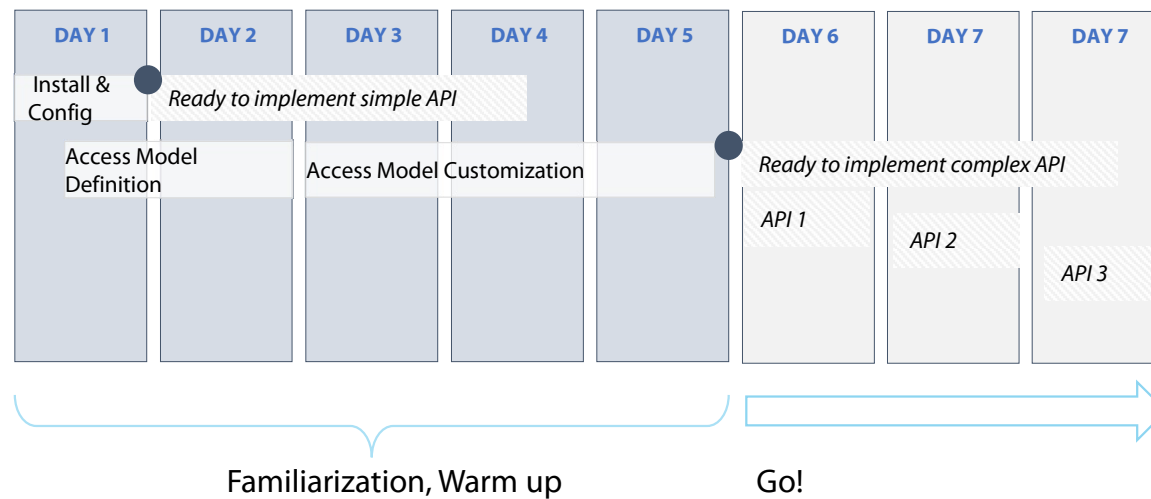 DAY 1
DAY 2
DAY 3
DAY 4
DAY 5
DAY 6
DAY 7
DAY 7
Install &
Config
Ready to implement simple API
Access Model
Definition
Access Model Customization
Ready to implement complex API
API 1
API 2
API 3
Familiarization, Warm up
Go!